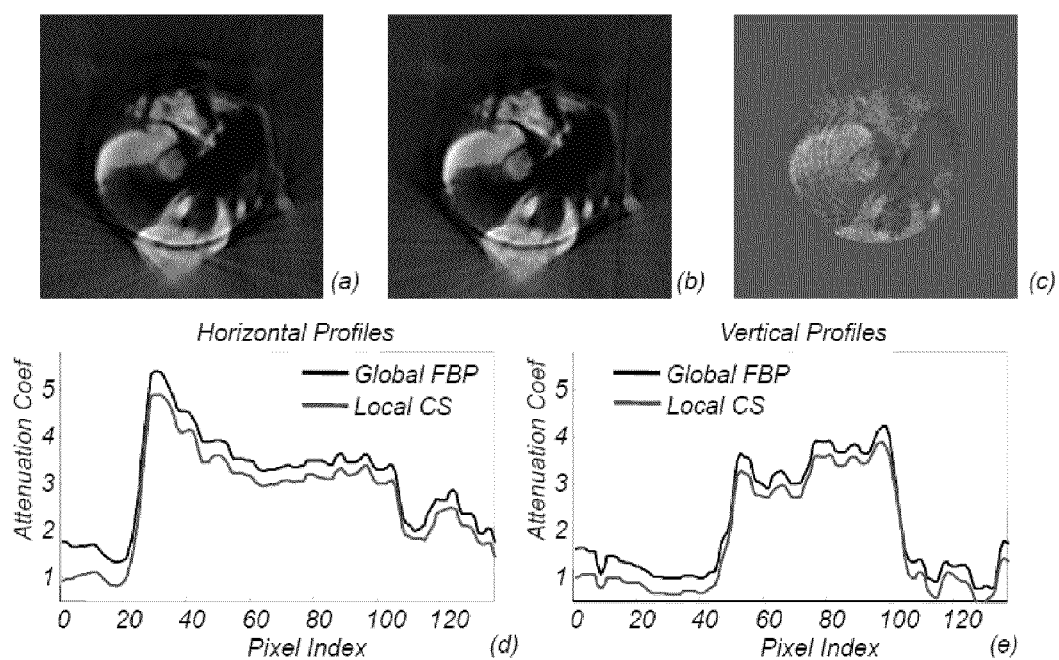 (a)
(b)
(c)
Horizontal Profiles
Attenuation Coef
5
4
3
2
1
Global FBP
Local CS
0 20 40 60 80 100 120
Pixel Index
(d)
Vertical Profiles
Attenuation Coef
5
4
3
2
1
Global FBP
Local CS
0 20 40 60 80 100 120
Pixel Index
(e)